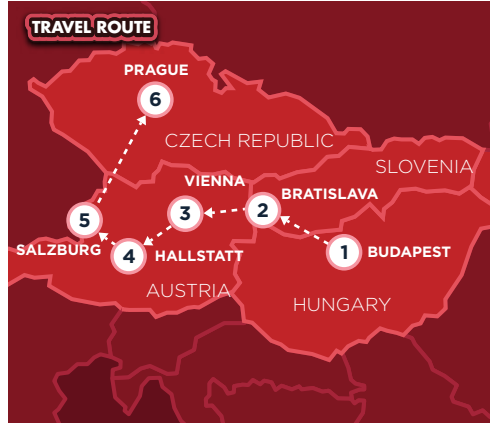 TRAVEL ROUTE
PRAGUE
6
CZECH REPUBLIC
SLOVENIA
VIENNA
BRATISLAVA
5
3
2
SALZBURG
4
HALLSTATT
1
BUDAPEST
AUSTRIA
HUNGARY